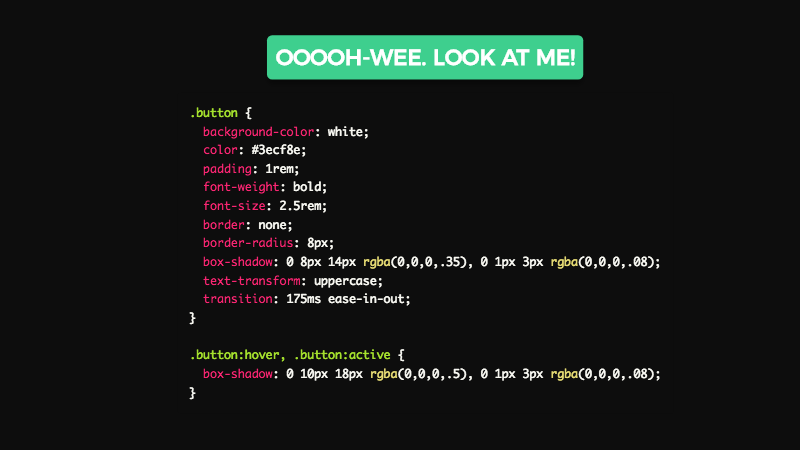 OOOOH-WEE. LOOK AT ME!
.button {
  background-color: white;
  color: #3ecf8e;
  padding: 1rem;
  font-weight: bold;
  font-size: 2.5rem;
  border: none;
  border-radius: 8px;
  box-shadow: 0 8px 14px rgba(0,0,0,.35), 0 1px 3px rgba(0,0,0,.08);
  text-transform: uppercase;
  transition: 175ms ease-in-out;
}
.button:hover, .button:active {
  box-shadow: 0 10px 18px rgba(0,0,0,.5), 0 1px 3px rgba(0,0,0,.08);
}